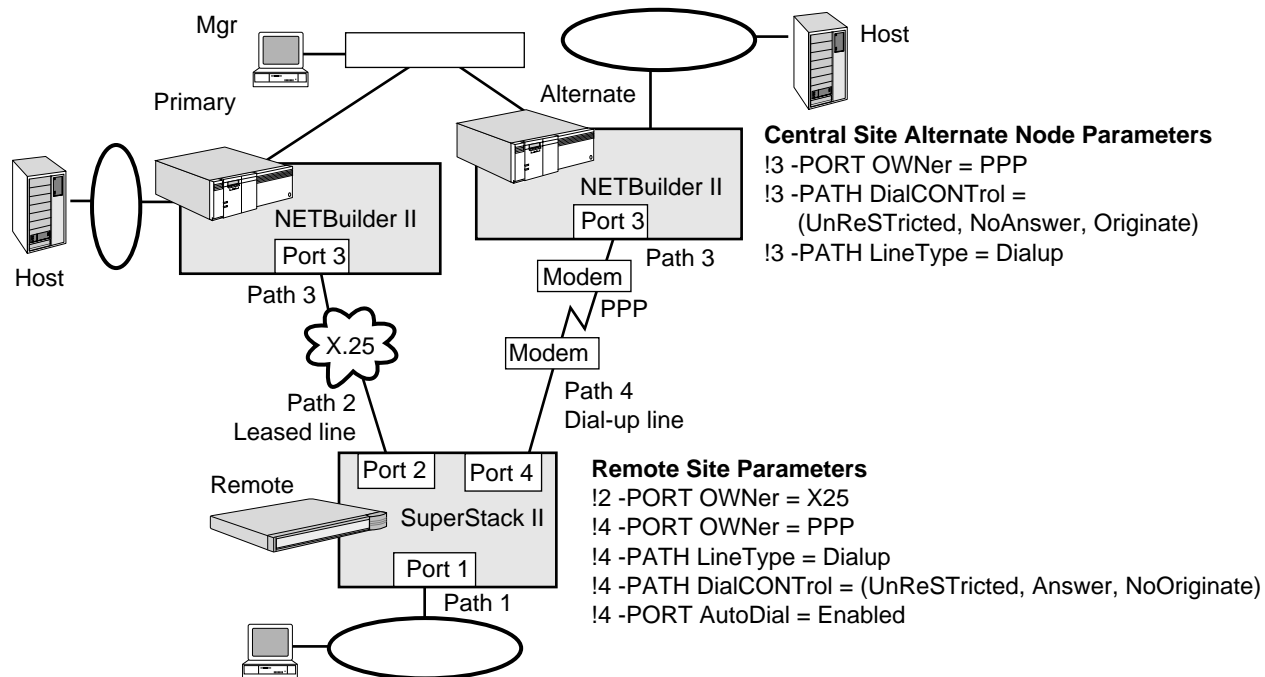 Mgr
Host
Primary
Alternate
Central Site Alternate Node Parameters
!3 -PORT OWNer = PPP
!3 -PATH DialCONTrol =
(UnReSTricted, NoAnswer, Originate)
!3 -PATH LineType = Dialup
NETBuilder II
Port 3
Path 3
NETBuilder II
Port 3
Path 3
Host
Modem
PPP
Modem
X.25
Path 2
Leased line
Path 4
Dial-up line
Remote
Port 2
Port 4
SuperStack II
Port 1
Path 1
Remote Site Parameters
!2 -PORT OWNer = X25
!4 -PORT OWNer = PPP
!4 -PATH LineType = Dialup
!4 -PATH DialCONTrol = (UnReSTricted, Answer, NoOriginate)
!4 -PORT AutoDial = Enabled